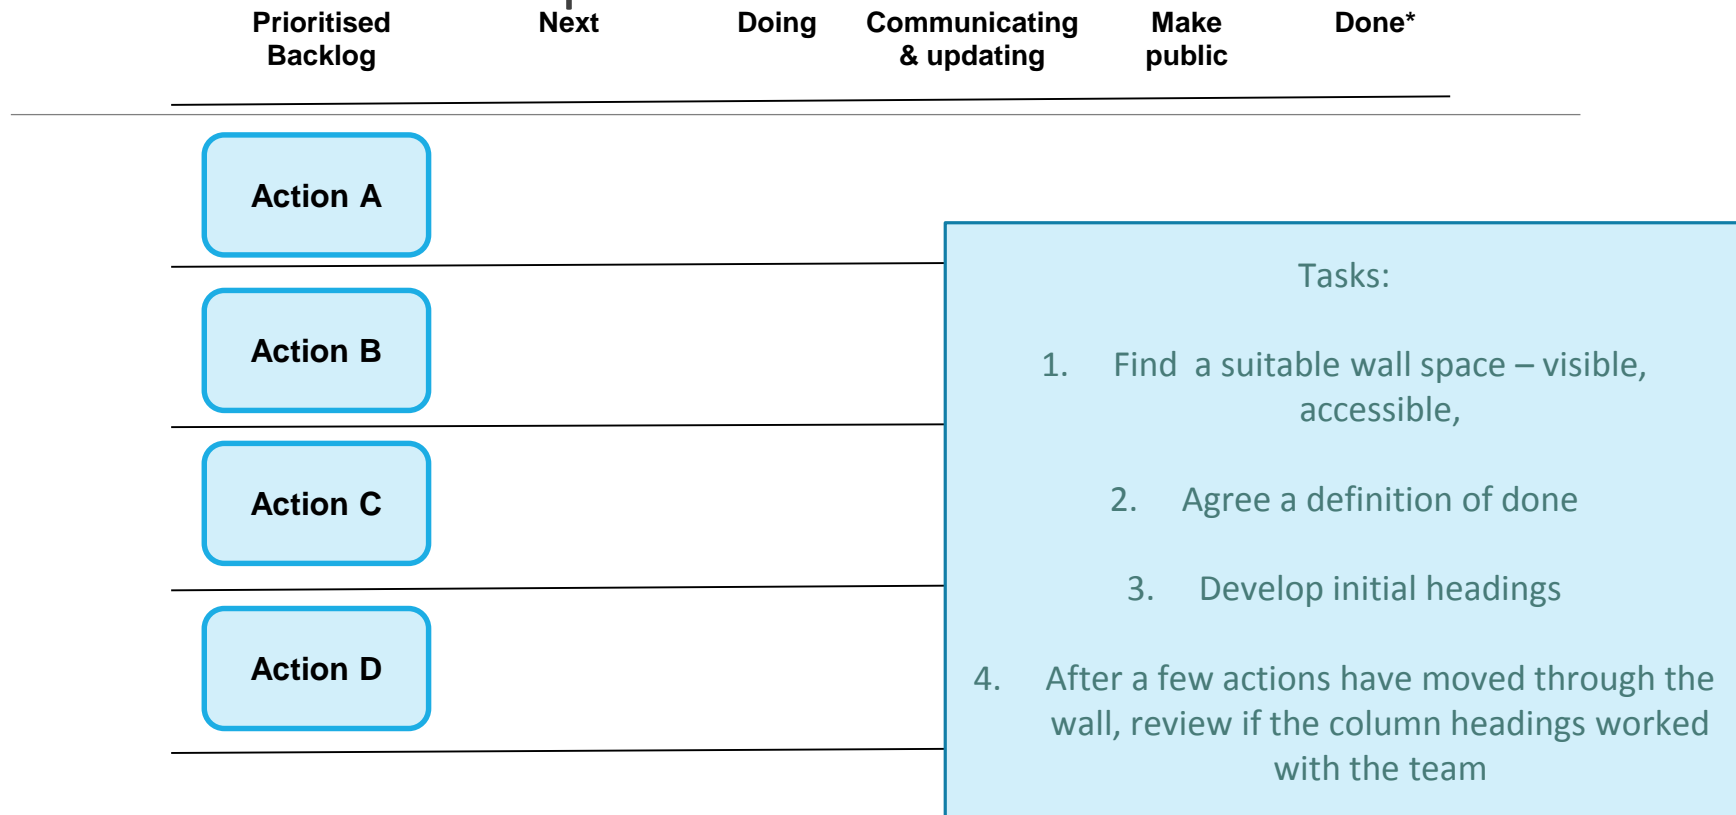 Prioritised Backlog
Next
Doing
Communicating & updating
Make public
Done*
Action A
Action B
Action C
Action D
Tasks:
1. Find a suitable wall space – visible,
accessible,
2. Agree a definition of done
3. Develop initial headings
4. After a few actions have moved through the
wall, review if the column headings worked
with the team